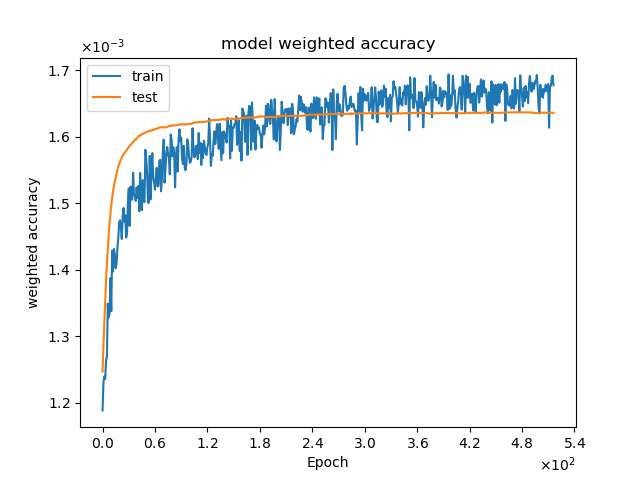 model weighted accuracy
×10⁻³
train
test
1.7
1.6
1.5
1.4
1.3
1.2
weighted accuracy
0.0 0.6 1.2 1.8 2.4 3.0 3.6 4.2 4.8 5.4
Epoch
×10²